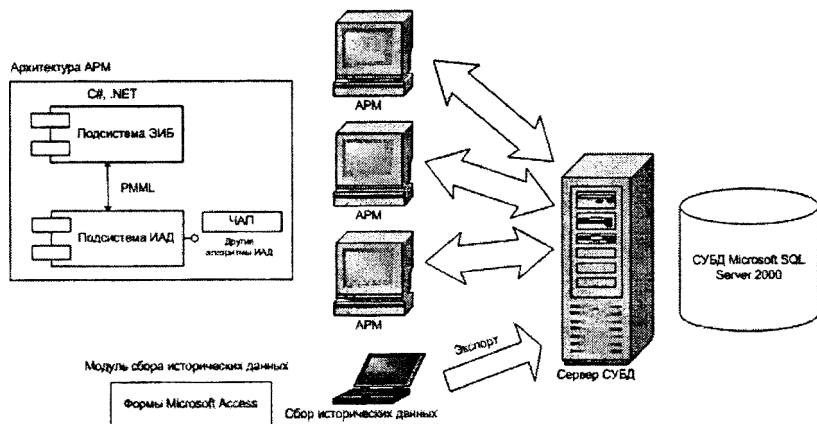 Архитектура АРМ
C#, .NET
Подсистема ЭИБ
PMML
Подсистема ИАД
ЧАП
Другие
алгоритмы ИАД
АРМ
АРМ
АРМ
СУБД Microsoft SQL
Server 2000
Сервер СУБД
Экспорт
Модуль сбора исторических данных
Формы Microsoft Access
Сбор исторических данных